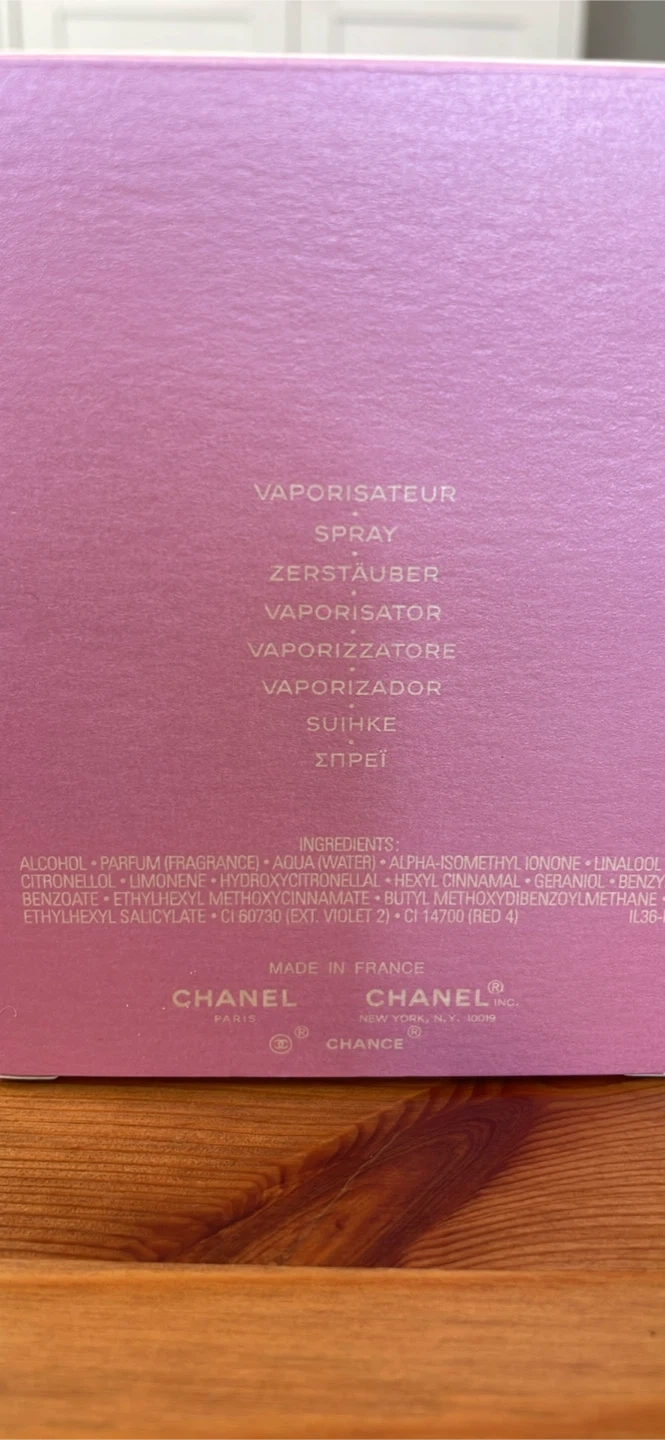 VAPORISATEUR
•
SPRAY
•
ZERSTÄUBER
•
VAPORISATOR
•
VAPORIZZATORE
•
VAPORIZADOR
•
SUIHKE
•
ΣΠΡΕΪ
INGREDIENTS:
ALCOHOL • PARFUM (FRAGRANCE) • AQUA (WATER) • ALPHA-ISOMETHYL IONONE • LINALOOL
CITRONELLOL • LIMONENE • HYDROXYCITRONELLAL • HEXYL CINNAMAL • GERANIOL • BENZY
BENZOATE • ETHYLHEXYL METHOXYCINNAMATE • BUTYL METHOXYDIBENZOYLMETHANE •
ETHYLHEXYL SALICYLATE • CI 60730 (EXT. VIOLET 2) • CI 14700 (RED 4) IL36-
MADE IN FRANCE
CHANEL CHANEL® INC.
PARIS NEW YORK, N.Y. 10019
® CHANCE®